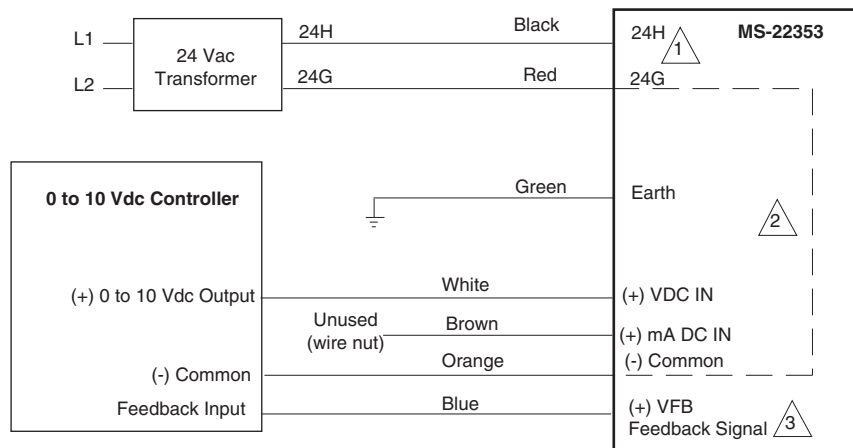 L1
24 Vac
Transformer
L2
24H
Black
24H
1
MS-22353
24G
Red
24G
0 to 10 Vdc Controller
Green
Earth
2
(+) 0 to 10 Vdc Output
White
(+) VDC IN
Unused
(wire nut)
Brown
(+) mA DC IN
(-) Common
Orange
(-) Common
Feedback Input
Blue
(+) VFB
Feedback Signal
3